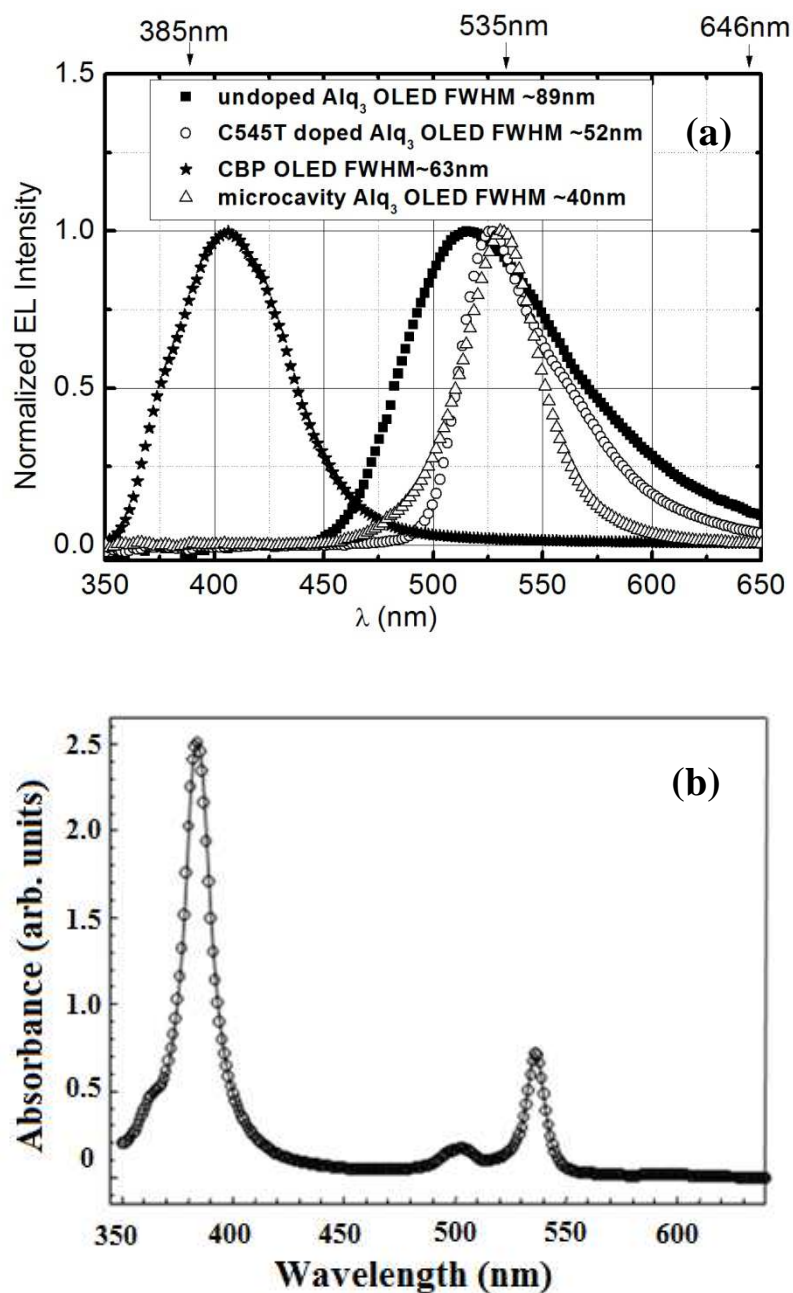 385nm 535nm 646nm
1.5
undoped Alq₃ OLED FWHM ~89nm
(a)
C545T doped Alq₃ OLED FWHM ~52nm
CBP OLED FWHM~63nm
microcavity Alq₃ OLED FWHM ~40nm
1.0
0.5
0.0
Normalized EL Intensity
350 400 450 500 550 600 650
λ (nm)
(b)
2.5
2.0
1.5
1.0
0.5
0
Absorbance (arb. units)
350 400 450 500 550 600
Wavelength (nm)